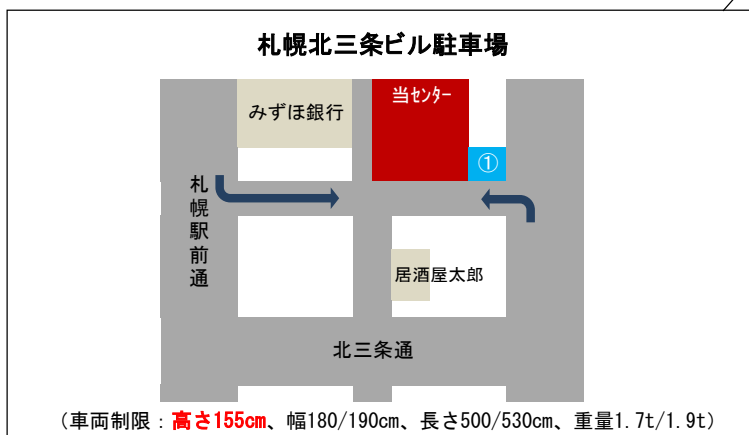 札幌北三条ビル駐車場
みずほ銀行
当センター
①
札幌駅前通
居酒屋太郎
北三条通
（車両制限：高さ155cm、幅180/190cm、長さ500/530cm、重量1.7t/1.9t）